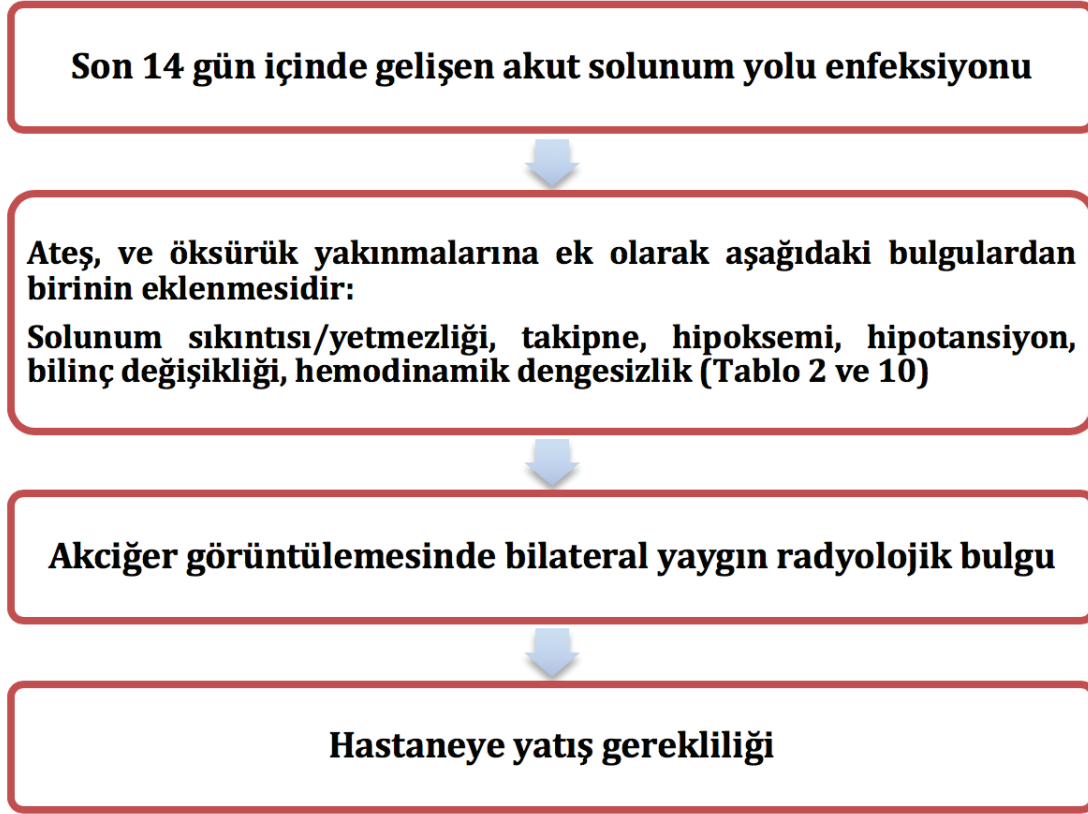 Son 14 gün içinde gelişen akut solunum yolu enfeksiyonu
Ateş, ve öksürük yakınmalarına ek olarak aşağıdaki bulgulardan
birinin eklenmesidir:
Solunum sıkıntısı/yetmezliği, takipne, hipoksemi, hipotansiyon,
bilinç değişikliği, hemodinamik dengesizlik (Tablo 2 ve 10)
Akciğer görüntülemesinde bilateral yaygın radyolojik bulgu
Hastaneye yatış gerekliliği